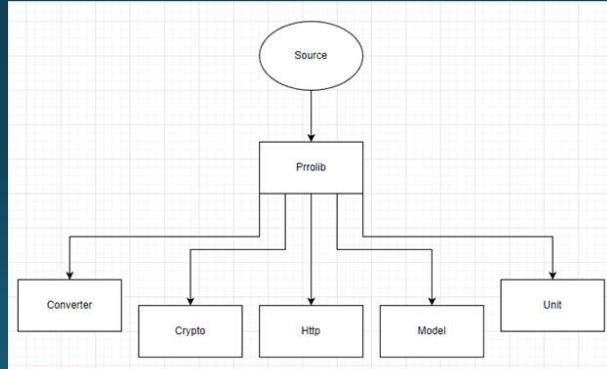 Source
Prrolib
Converter
Crypto
Http
Model
Unit